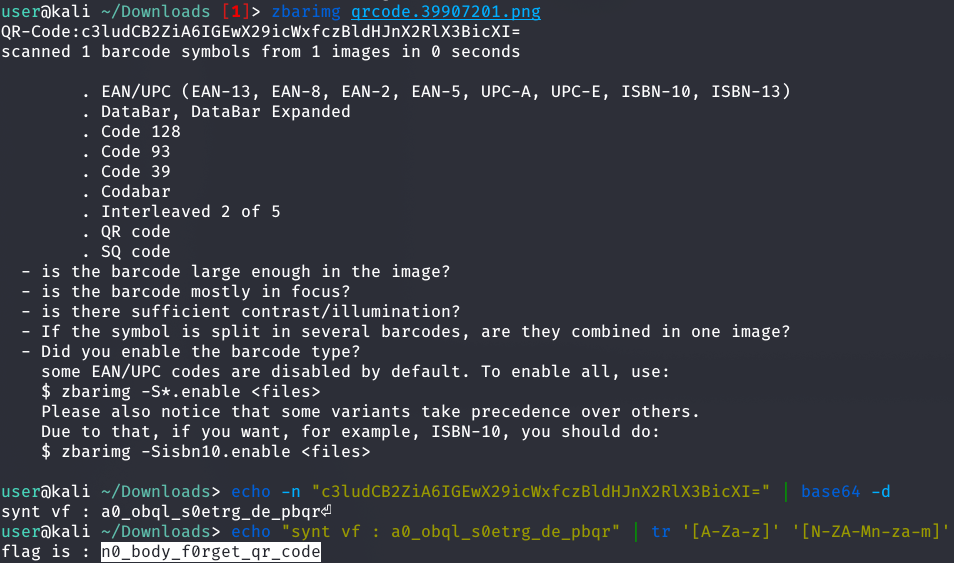 user@kali ~/Downloads [1]> zbarimg qrcode.39907201.png
QR-Code:c3ludCB2ZiA6IGEwX29icWxfczBldHJnX2RlX3BicXI=
scanned 1 barcode symbols from 1 images in 0 seconds
. EAN/UPC (EAN-13, EAN-8, EAN-2, EAN-5, UPC-A, UPC-E, ISBN-10, ISBN-13)
. DataBar, DataBar Expanded
. Code 128
. Code 93
. Code 39
. Codabar
. Interleaved 2 of 5
. QR code
. SQ code
- is the barcode large enough in the image?
- is the barcode mostly in focus?
- is there sufficient contrast/illumination?
- If the symbol is split in several barcodes, are they combined in one image?
- Did you enable the barcode type?
some EAN/UPC codes are disabled by default. To enable all, use:
$ zbarimg -S*.enable <files>
Please also notice that some variants take precedence over others.
Due to that, if you want, for example, ISBN-10, you should do:
$ zbarimg -Sisbn10.enable <files>
user@kali ~/Downloads> echo -n "c3ludCB2ZiA6IGEwX29icWxfczBldHJnX2RlX3BicXI=" | base64 -d
synt vf : a0_obql_s0etrg_de_pbqr⏎
user@kali ~/Downloads> echo "synt vf : a0_obql_s0etrg_de_pbqr" | tr '[A-Za-z]' '[N-ZA-Mn-za-m]'
flag is : n0_body_f0rget_qr_code